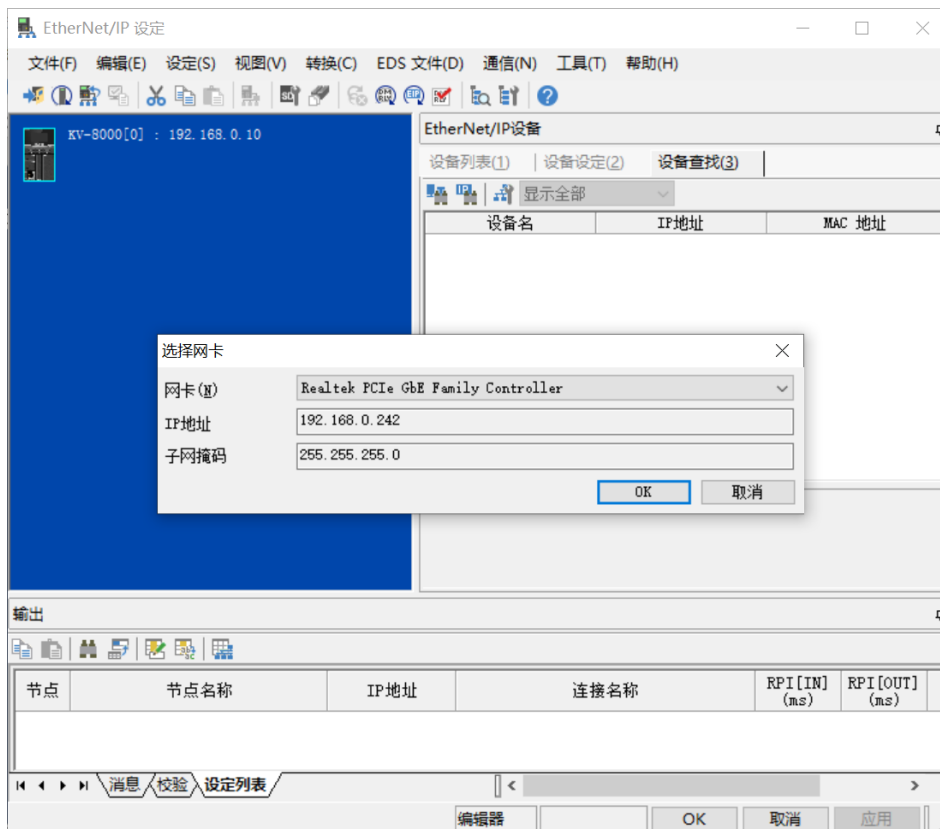 EtherNet/IP 设定
文件(F) 编辑(E) 设定(S) 视图(V) 转换(C) EDS 文件(D) 通信(N) 工具(T) 帮助(H)
KV-8000[0] : 192.168.0.10
EtherNet/IP设备
设备列表(1) 设备设定(2) 设备查找(3)
显示全部
设备名 IP地址 MAC 地址
选择网卡
网卡(N) Realtek PCIe GbE Family Controller
IP地址 192.168.0.242
子网掩码 255.255.255.0
OK 取消
输出
节点 节点名称 IP地址 连接名称 RPI[IN] (ms) RPI[OUT] (ms)
消息 校验 设定列表
编辑器 OK 取消 应用